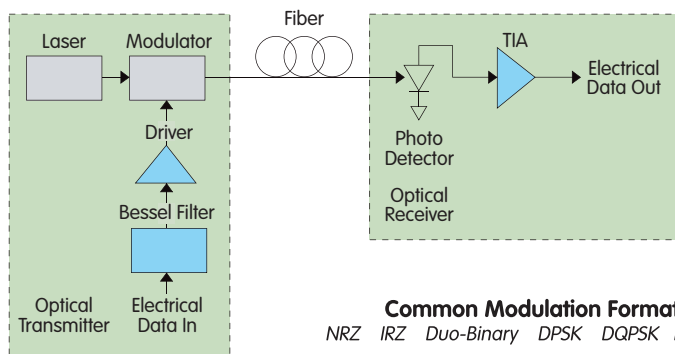 Fiber
Laser
Modulator
Driver
Bessel Filter
Optical
Transmitter
Electrical
Data In
TIA
Electrical
Data Out
Photo
Detector
Optical
Receiver
Common Modulation
NRZ IRZ Duo-Binary DPSK DQPSK